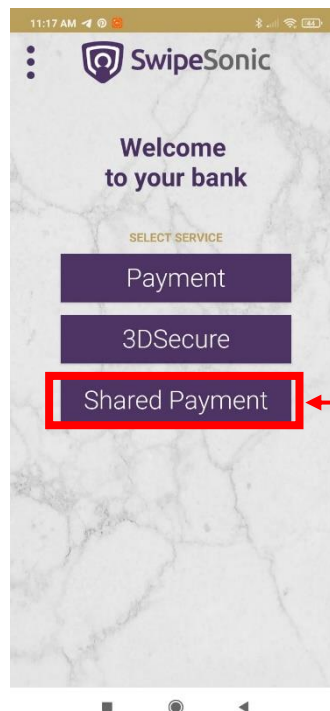 11:17 AM
SwipeSonic
Welcome
to your bank
SELECT SERVICE
Payment
3DSecure
Shared Payment